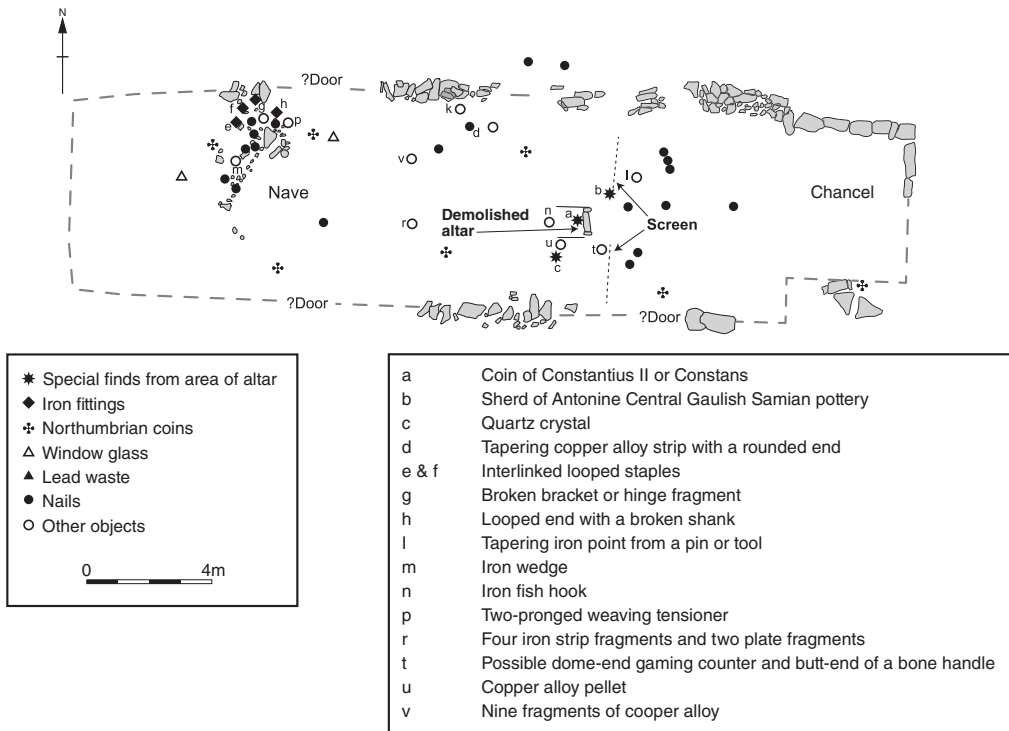 N
?Door
f
g
h
e
p
k
d
m
v
Nave
b
l
Chancel
Demolished
altar
n
a
r
Screen
u
t
c
?Door
?Door
Special finds from area of altar
Iron fittings
Northumbrian coins
Window glass
Lead waste
Nails
Other objects
0 4m
a Coin of Constantius II or Constans
b Sherd of Antonine Central Gaulish Samian pottery
c Quartz crystal
d Tapering copper alloy strip with a rounded end
e & f Interlinked looped staples
g Broken bracket or hinge fragment
h Looped end with a broken shank
l Tapering iron point from a pin or tool
m Iron wedge
n Iron fish hook
p Two-pronged weaving tensioner
r Four iron strip fragments and two plate fragments
t Possible dome-end gaming counter and butt-end of a bone handle
u Copper alloy pellet
v Nine fragments of cooper alloy